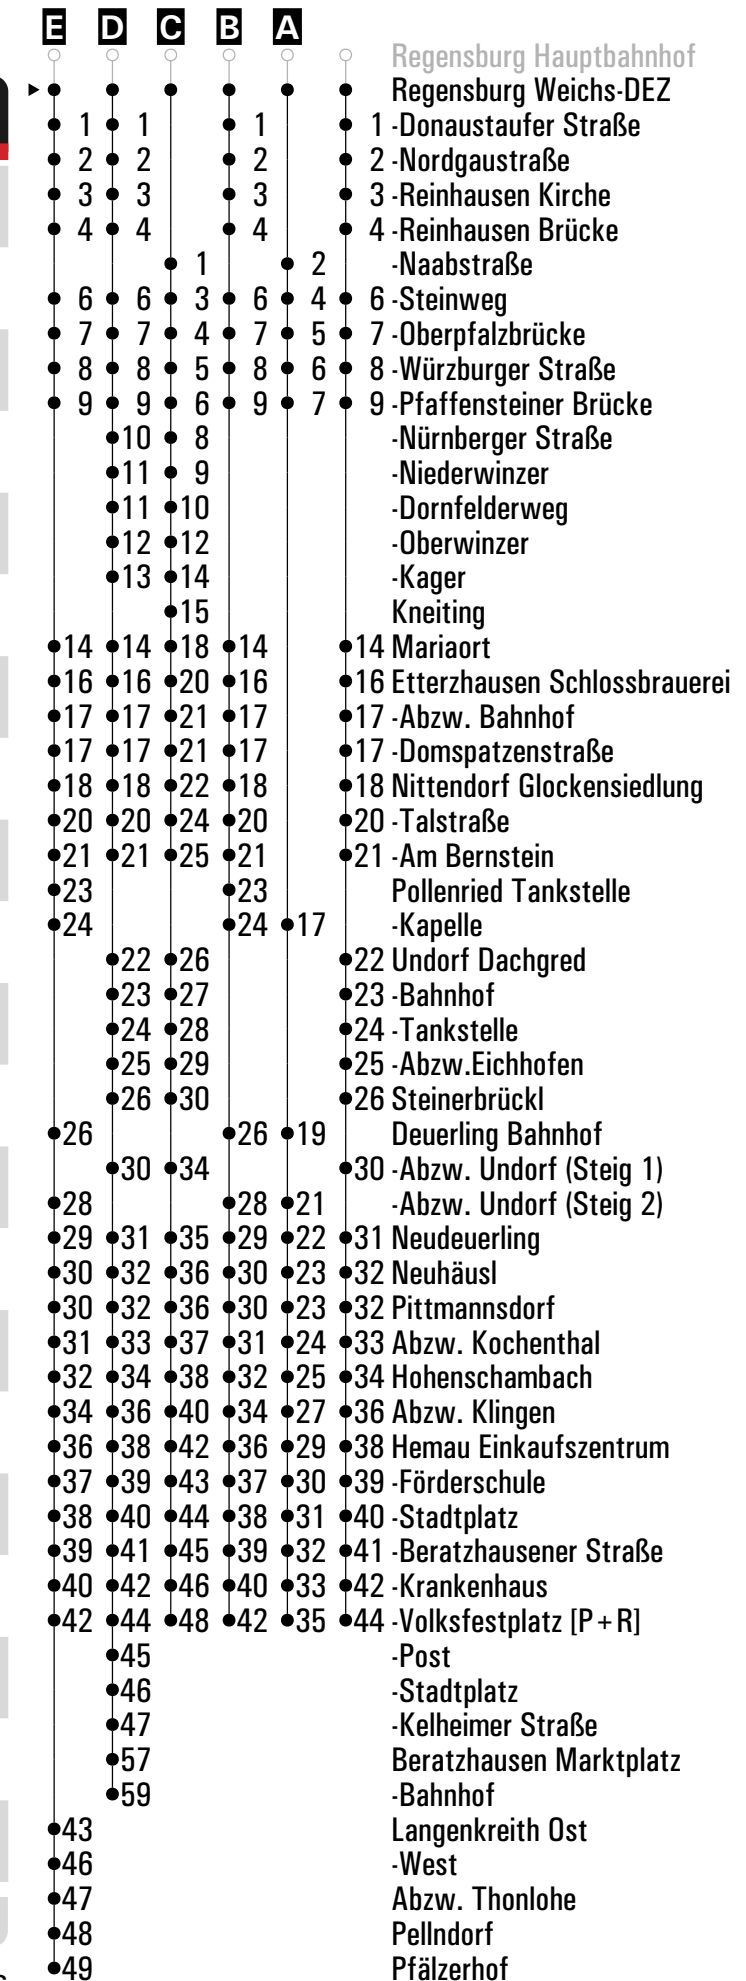 E D C B A
Regensburg Hauptbahnhof
Regensburg Weichs-DEZ
1 1 1 1 -Donaustaufer Straße
2 2 2 2 -Nordgaustraße
3 3 3 3 -Reinhausen Kirche
4 4 4 4 -Reinhausen Brücke
1 2 -Naabstraße
6 6 3 6 4 6 -Steinweg
7 7 4 7 5 7 -Oberpfalzbrücke
8 8 5 8 6 8 -Würzburger Straße
9 9 6 9 7 9 -Pfaffensteiner Brücke
10 8 -Nürnberger Straße
11 9 -Niederwinzer
11 10 -Dornfelderweg
12 12 -Oberwinzer
13 14 -Kager
15 Kneiting
14 14 18 14 14 Mariaort
16 16 20 16 16 Etterzhausen Schlossbrauerei
17 17 21 17 17 -Abzw. Bahnhof
17 17 21 17 17 -Domspatzenstraße
18 18 22 18 18 Nittendorf Glockensiedlung
20 20 24 20 20 -Talstraße
21 21 25 21 21 -Am Bernstein
23 23 Pollenried Tankstelle
24 24 17 -Kapelle
22 26 22 Undorf Dachgred
23 27 23 -Bahnhof
24 28 24 -Tankstelle
25 29 25 -Abzw.Eichhofen
26 30 26 Steinerbrückl
26 26 19 Deuerling Bahnhof
30 34 30 -Abzw. Undorf (Steig 1)
28 28 21 -Abzw. Undorf (Steig 2)
29 31 35 29 22 31 Neudeuerling
30 32 36 30 23 32 Neuhäusl
30 32 36 30 23 32 Pittmannsdorf
31 33 37 31 24 33 Abzw. Kochenthal
32 34 38 32 25 34 Hohenschambach
34 36 40 34 27 36 Abzw. Klingen
36 38 42 36 29 38 Hemau Einkaufszentrum
37 39 43 37 30 39 -Förderschule
38 40 44 38 31 40 -Stadtplatz
39 41 45 39 32 41 -Beratzhausener Straße
40 42 46 40 33 42 -Krankenhaus
42 44 48 42 35 44 -Volksfestplatz [P+R]
45 -Post
46 -Stadtplatz
47 -Kelheimer Straße
57 Beratzhausen Marktplatz
59 -Bahnhof
43 Langenkreith Ost
46 -West
47 Abzw. Thonlohe
48 Pellndorf
49 Pfälzerhof